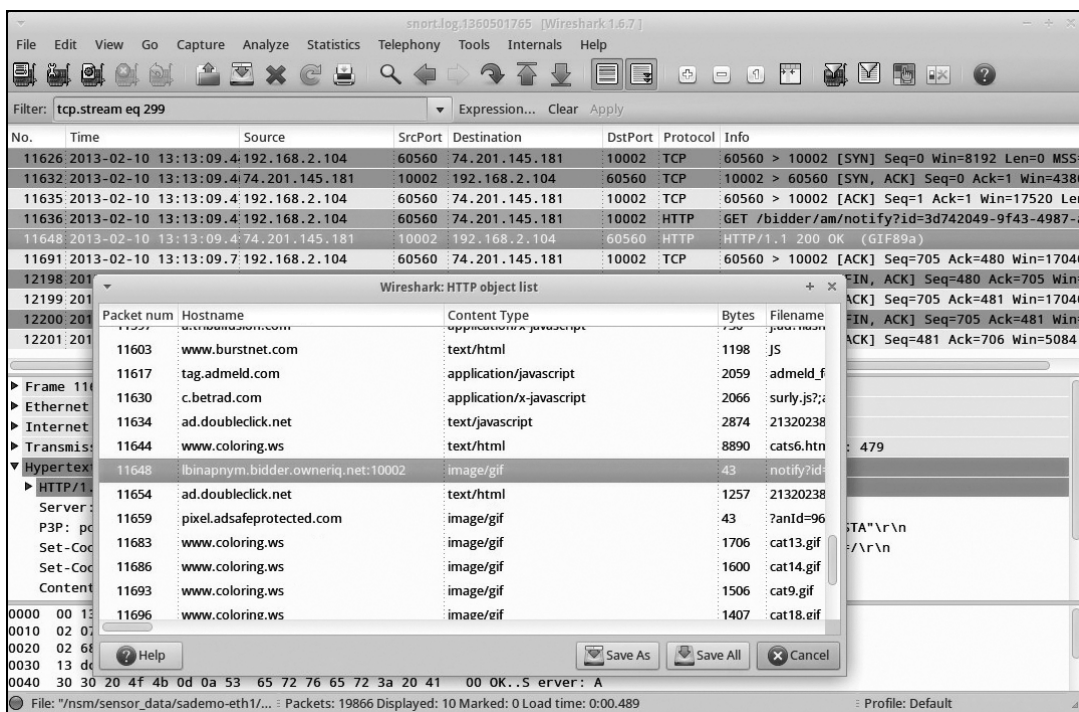 snort.log.1360501765 [Wireshark 1.6.7 ]
File Edit View Go Capture Analyze Statistics Telephony Tools Internals Help
Filter: tcp.stream eq 299 Expression... Clear Apply
No. Time Source SrcPort Destination DstPort Protocol Info
11626 2013-02-10 13:13:09.4 192.168.2.104 60560 74.201.145.181 10002 TCP 60560 > 10002 [SYN] Seq=0 Win=8192 Len=0 MSS=
11632 2013-02-10 13:13:09.4 74.201.145.181 10002 192.168.2.104 60560 TCP 10002 > 60560 [SYN, ACK] Seq=0 Ack=1 Win=4380
11635 2013-02-10 13:13:09.4 192.168.2.104 60560 74.201.145.181 10002 TCP 60560 > 10002 [ACK] Seq=1 Ack=1 Win=17520 Le
11636 2013-02-10 13:13:09.4 192.168.2.104 60560 74.201.145.181 10002 HTTP GET /bidder/am/notify?id=3d742049-9f43-4987-
11648 2013-02-10 13:13:09.4 74.201.145.181 10002 192.168.2.104 60560 HTTP HTTP/1.1 200 OK (GIF89a)
11691 2013-02-10 13:13:09.7 192.168.2.104 60560 74.201.145.181 10002 TCP 60560 > 10002 [ACK] Seq=705 Ack=480 Win=1704
12198 201 FIN, ACK] Seq=480 Ack=705 Win=
12199 201 ACK] Seq=705 Ack=481 Win=1704
12200 201 FIN, ACK] Seq=705 Ack=481 Win=
12201 201 ACK] Seq=481 Ack=706 Win=5084
Wireshark: HTTP object list
Packet num Hostname Content Type Bytes Filename
11603 www.burstnet.com text/html 1198 JS
11617 tag.admeld.com application/javascript 2059 admeld_f
11630 c.betrad.com application/x-javascript 2066 surly.js?;
11634 ad.doubleclick.net text/javascript 2874 21320238
11644 www.coloring.ws text/html 8890 cats6.htn
11648 lbinapnym.bidder.owneriq.net:10002 image/gif 43 notify?id=
11654 ad.doubleclick.net text/html 1257 21320238
11659 pixel.adsafeprotected.com image/gif 43 ?anId=96
11683 www.coloring.ws image/gif 1706 cat13.gif
11686 www.coloring.ws image/gif 1600 cat14.gif
11693 www.coloring.ws image/gif 1506 cat9.gif
11696 www.coloring.ws image/gif 1407 cat18.gif
Help Save As Save All Cancel
Frame 116
Ethernet
Internet
Transmis : 479
Hypertex
HTTP/1.
Server:
P3P: po STA"\r\n
Set-Coo =/\r\n
Set-Coo
Content
0000 00 13
0010 02 07
0020 02 68
0030 13 dc
0040 30 30 20 4f 4b 0d 0a 53 65 72 76 65 72 3a 20 41 00 OK..S erver: A
File: "/nsm/sensor_data/sademo-eth1/... Packets: 19866 Displayed: 10 Marked: 0 Load time: 0:00.489 Profile: Default